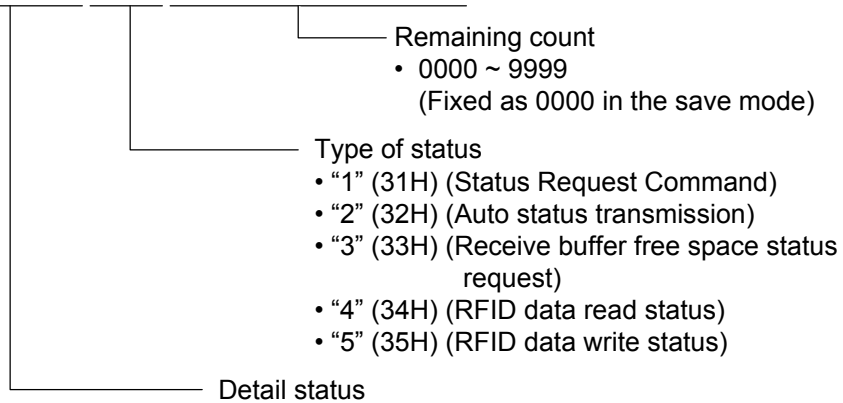 Remaining count
• 0000 ~ 9999
(Fixed as 0000 in the save mode)
Type of status
• “1” (31H) (Status Request Command)
• “2” (32H) (Auto status transmission)
• “3” (33H) (Receive buffer free space status
request)
• “4” (34H) (RFID data read status)
• “5” (35H) (RFID data write status)
Detail status